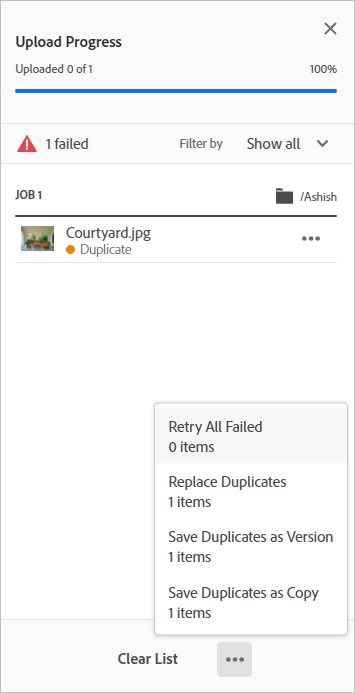 Upload Progress
Uploaded 0 of 1 100%
1 failed Filter by Show all
JOB 1 /Ashish
Courtyard.jpg
Duplicate
Retry All Failed
0 items
Replace Duplicates
1 items
Save Duplicates as Version
1 items
Save Duplicates as Copy
1 items
Clear List